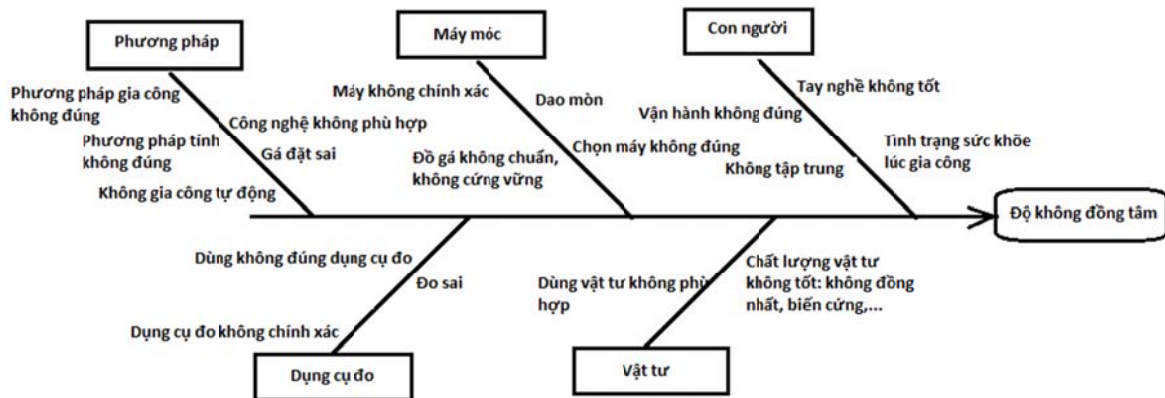 Phương pháp
Máy móc
Con người
Phương pháp gia công
không đúng
Phương pháp tính
không đúng
Không gia công tự động
Công nghệ không phù hợp
Gá đặt sai
Máy không chính xác
Đồ gá không chuẩn,
không cứng vững
Dao mòn
Chọn máy không đúng
Vận hành không đúng
Không tập trung
Tay nghề không tốt
Tình trạng sức khõe
lúc gia công
Độ không đồng tâm
Dùng không đúng dụng cụ đo
Dụng cụ đo không chính xác
Đo sai
Dùng vật tư không phù
hợp
Chất lượng vật tư
không tốt: không đồng
nhất, biến cứng,...
Dụng cụ đo
Vật tư